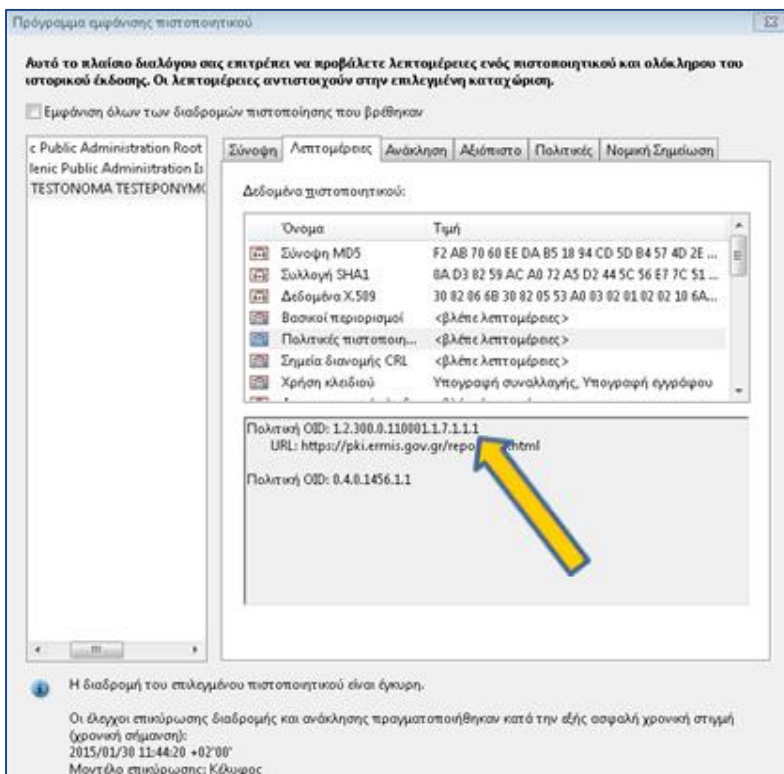 Πρόγραμμα εμφάνισης πιστοποιητικού
Αυτό το πλαίσιο διαλόγου σας επιτρέπει να προβάλετε λεπτομέρειες ενός πιστοποιητικού και ολόκληρου του
ιστορικού έκδοσης. Οι λεπτομέρειες αντιστοιχούν στην επιλεγμένη καταχώριση.
Εμφάνιση όλων των διαδρομών πιστοποίησης που βρέθηκαν
c Public Administration Root
lenic Public Administration Is
TESTONOMA TESTEPONYMO
Σύνοψη Λεπτομέρειες Ανάκληση Αξιόπιστο Πολιτικές Νομική Σημείωση
Δεδομένα πιστοποιητικού:
Όνομα Τιμή
Σύνοψη MD5 F2 AB 70 60 EE DA B5 18 94 CD 5D B4 57 4D 2E ...
Συλλογή SHA1 0A D3 82 59 AC A0 72 A5 D2 44 5C 56 E7 7C 51 ...
Δεδομένα X.509 30 82 06 6B 30 82 05 53 A0 03 02 01 02 02 10 6A...
Βασικοί περιορισμοί <βλέπε λεπτομέρειες>
Πολιτικές πιστοποιη... <βλέπε λεπτομέρειες>
Σημεία διανομής CRL <βλέπε λεπτομέρειες>
Χρήση κλειδιού Υπογραφή συναλλαγής, Υπογραφή εγγράφου
Πολιτική OID: 1.2.300.0.110001.1.7.1.1.1
URL: https://pki.ermis.gov.gr/repo html
Πολιτική OID: 0.4.0.1456.1.1
Η διαδρομή του επιλεγμένου πιστοποιητικού είναι έγκυρη.
Οι έλεγχοι επικύρωσης διαδρομής και ανάκλησης πραγματοποιήθηκαν κατά την εξής ασφαλή χρονική στιγμή
(χρονική σήμανση):
2015/01/30 11:44:20 +02'00'
Μοντέλο επικύρωσης: Κέλυφος